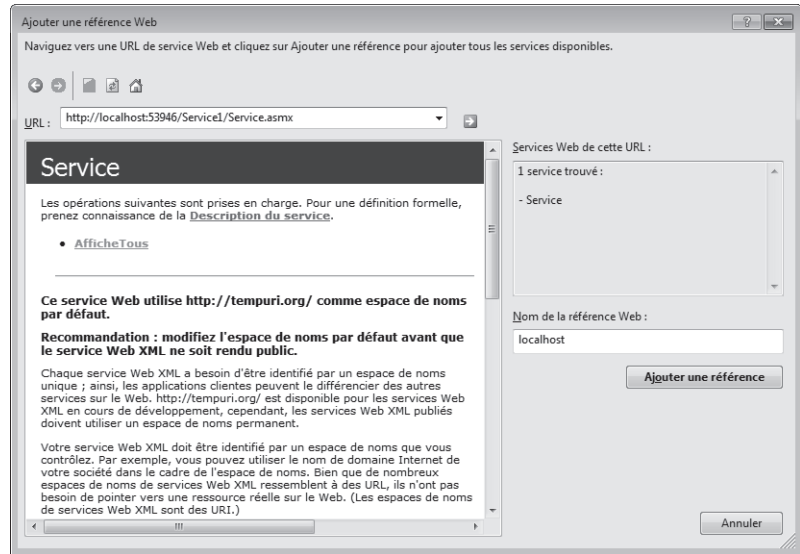 Ajouter une référence Web
Naviguez vers une URL de service Web et cliquez sur Ajouter une référence pour ajouter tous les services disponibles.
URL :
http://localhost:53946/Service1/Service.asmx
Service
Les opérations suivantes sont prises en charge. Pour une définition formelle,
prenez connaissance de la Description du service.
• AfficheTous
Ce service Web utilise http://tempuri.org/ comme espace de noms
par défaut.
Recommandation : modifiez l'espace de noms par défaut avant que
le service Web XML ne soit rendu public.
Chaque service Web XML a besoin d'être identifié par un espace de noms
unique ; ainsi, les applications clientes peuvent le différencier des autres
services sur le Web. http://tempuri.org/ est disponible pour les services Web
XML en cours de développement, cependant, les services Web XML publiés
doivent utiliser un espace de noms permanent.
Votre service Web XML doit être identifié par un espace de noms que vous
contrôlez. Par exemple, vous pouvez utiliser le nom de domaine Internet de
votre société dans le cadre de l'espace de noms. Bien que de nombreux
espaces de noms de services Web XML ressemblent à des URL, ils n'ont pas
besoin de pointer vers une ressource réelle sur le Web. (Les espaces de noms
de services Web XML sont des URI.)
Services Web de cette URL :
1 service trouvé :
- Service
Nom de la référence Web :
localhost
Ajouter une référence
Annuler